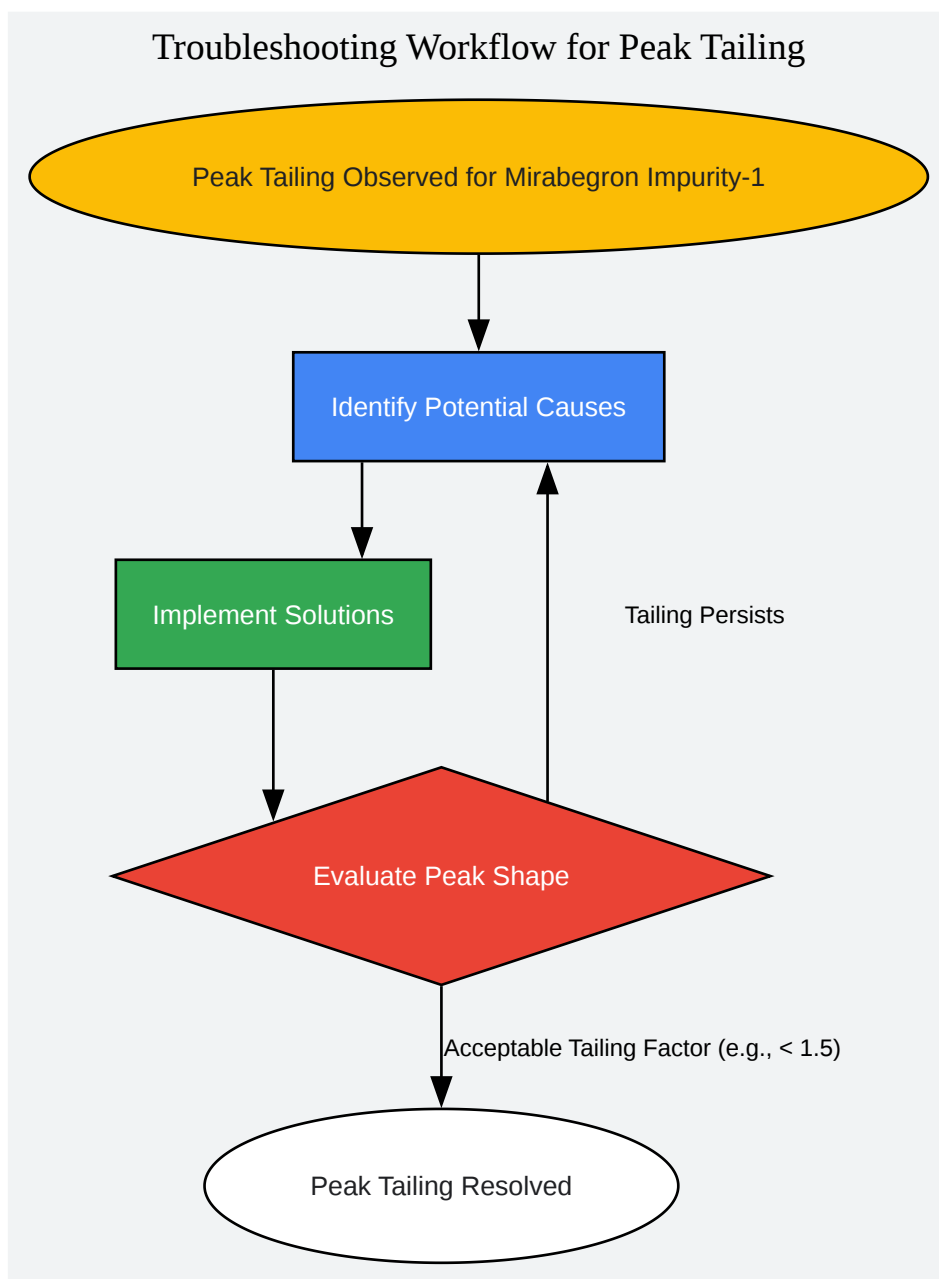 Troubleshooting Workflow for Peak Tailing
Peak Tailing Observed for Mirabegron Impurity-1
Identify Potential Causes
Implement Solutions
Tailing Persists
Evaluate Peak Shape
Acceptable Tailing Factor (e.g., < 1.5)
Peak Tailing Resolved